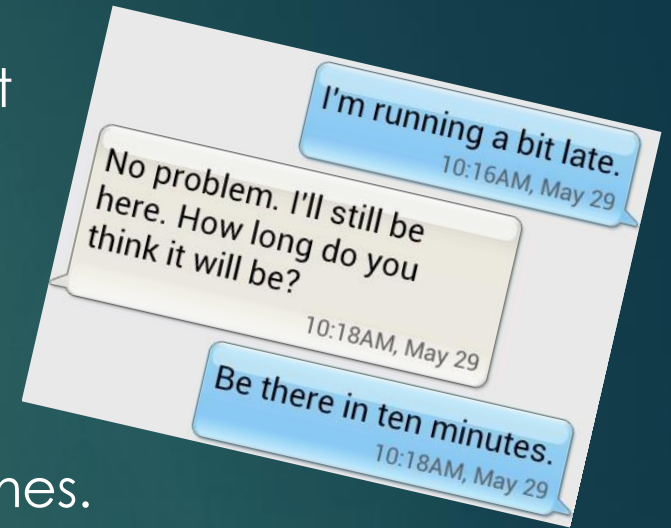 t
I'm running a bit late.
10:16AM, May 29
No problem. I'll still be
here. How long do you
think it will be?
10:18AM, May 29
Be there in ten minutes.
10:18AM, May 29
nes.